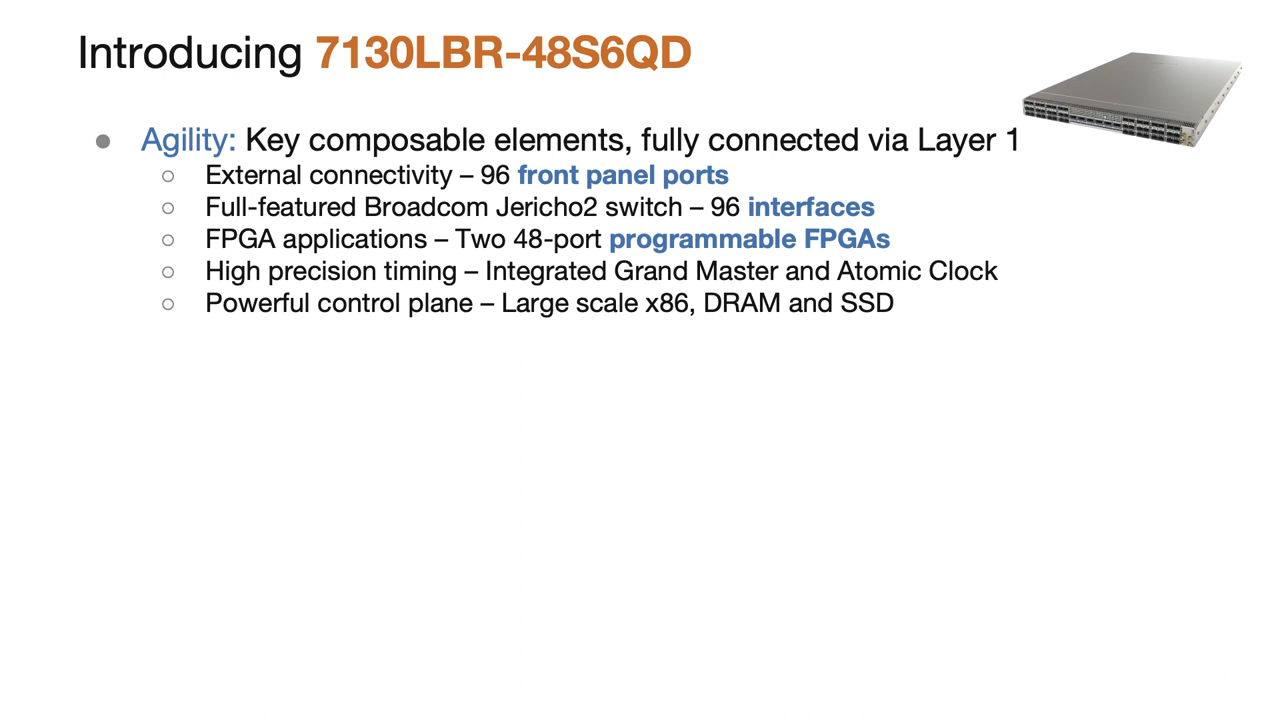 Introducing 7130LBR-48S6QD
● Agility: Key composable elements, fully connected via Layer 1
○ External connectivity – 96 front panel ports
○ Full-featured Broadcom Jericho2 switch – 96 interfaces
○ FPGA applications – Two 48-port programmable FPGAs
○ High precision timing – Integrated Grand Master and Atomic Clock
○ Powerful control plane – Large scale x86, DRAM and SSD